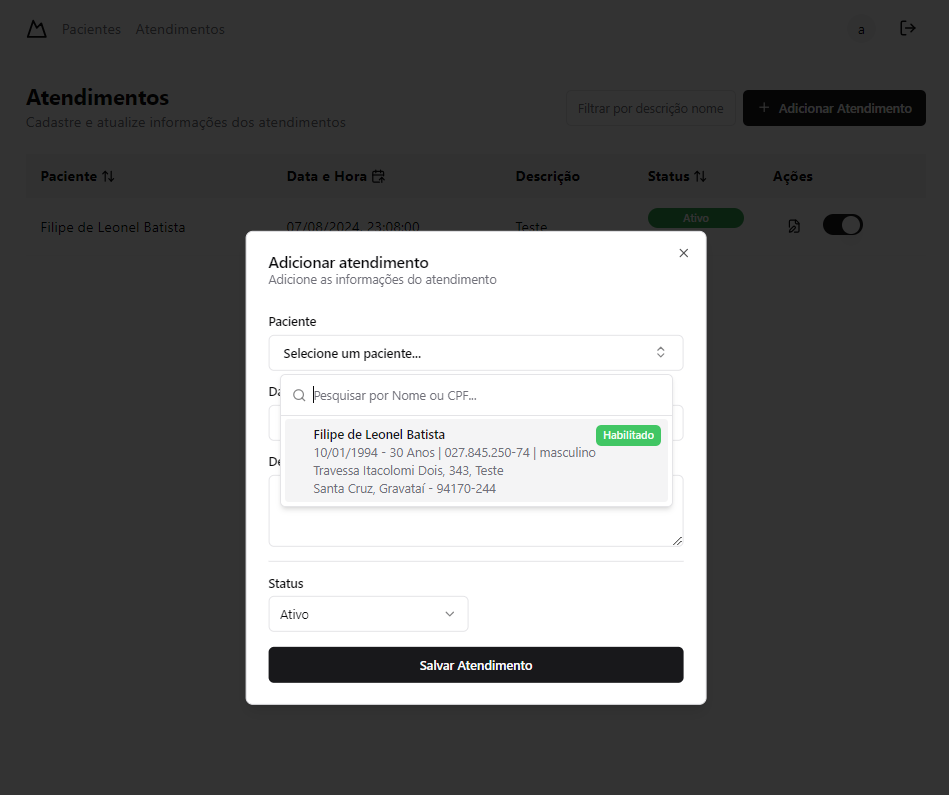 Pacientes Atendimentos a
Atendimentos
Cadastre e atualize informações dos atendimentos
Filtrar por descrição nome
+ Adicionar Atendimento
Paciente Data e Hora Descrição Status Ações
Filipe de Leonel Batista 07/08/2024, 23:08:00 Teste Ativo
Adicionar atendimento
Adicione as informações do atendimento
Paciente
Selecione um paciente...
Da
Pesquisar por Nome ou CPF...
Filipe de Leonel Batista Habilitado
10/01/1994 - 30 Anos | 027.845.250-74 | masculino
Travessa Itacolomi Dois, 343, Teste
Santa Cruz, Gravataí - 94170-244
De
Status
Ativo
Salvar Atendimento